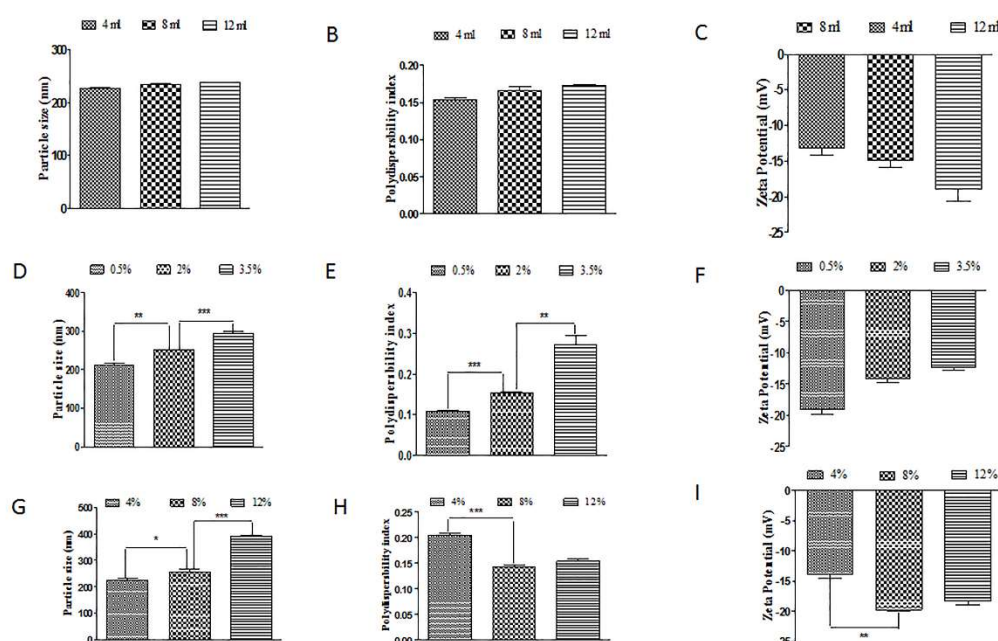 4 ml 8 ml 12 ml
Particle size (nm)
300
200
100
0
B
4 ml 8 ml 12 ml
Polydispersibility index
0.20
0.15
0.10
0.05
0.00
C
8 ml 4 ml 12 ml
Zeta Potential (mV)
0
-5
-10
-15
-20
-25
D
0.5% 2% 3.5%
Particle size (nm)
400
300
200
100
0
** ***
E
0.5% 2% 3.5%
Polydispersibility index
0.4
0.3
0.2
0.1
0.0
*** **
F
0.5% 2% 3.5%
Zeta Potential (mV)
0
-5
-10
-15
-20
-25
G
4% 8% 12%
Particle size (nm)
500
400
300
200
100
0
* ***
H
4% 8% 12%
Polydispersibility index
0.25
0.20
0.15
0.10
0.05
0.00
***
I
4% 8% 12%
Zeta Potential (mV)
0
-5
-10
-15
-20
-25
**